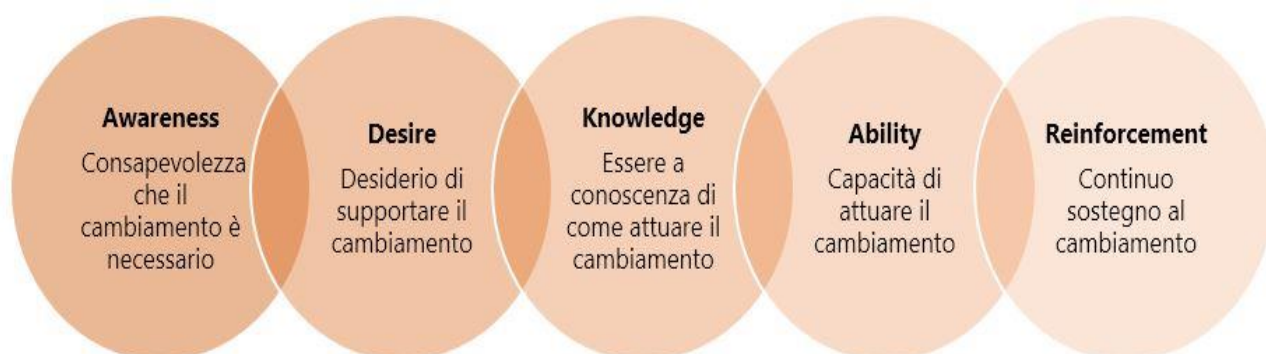 Awareness
Consapevolezza
che il
cambiamento è
necessario
Desire
Desiderio di
supportare il
cambiamento
Knowledge
Essere a
conoscenza di
come attuare il
cambiamento
Ability
Capacità di
attuare il
cambiamento
Reinforcement
Continuo
sostegno al
cambiamento